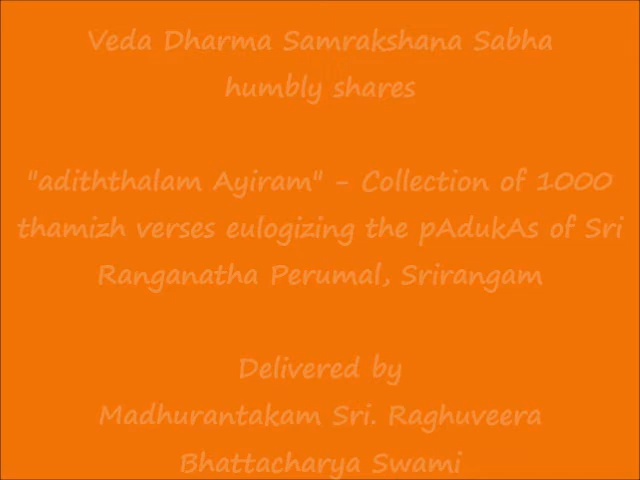 Veda Dharma Samrakshana Sabha
humbly shares
"adiththalam Ayiram" - Collection of 1000
thamizh verses eulogizing the pAdukAs of Sri
Ranganatha Perumal, Srirangam
Delivered by
Madhurantakam Sri. Raghuveera
Bhattacharya Swami